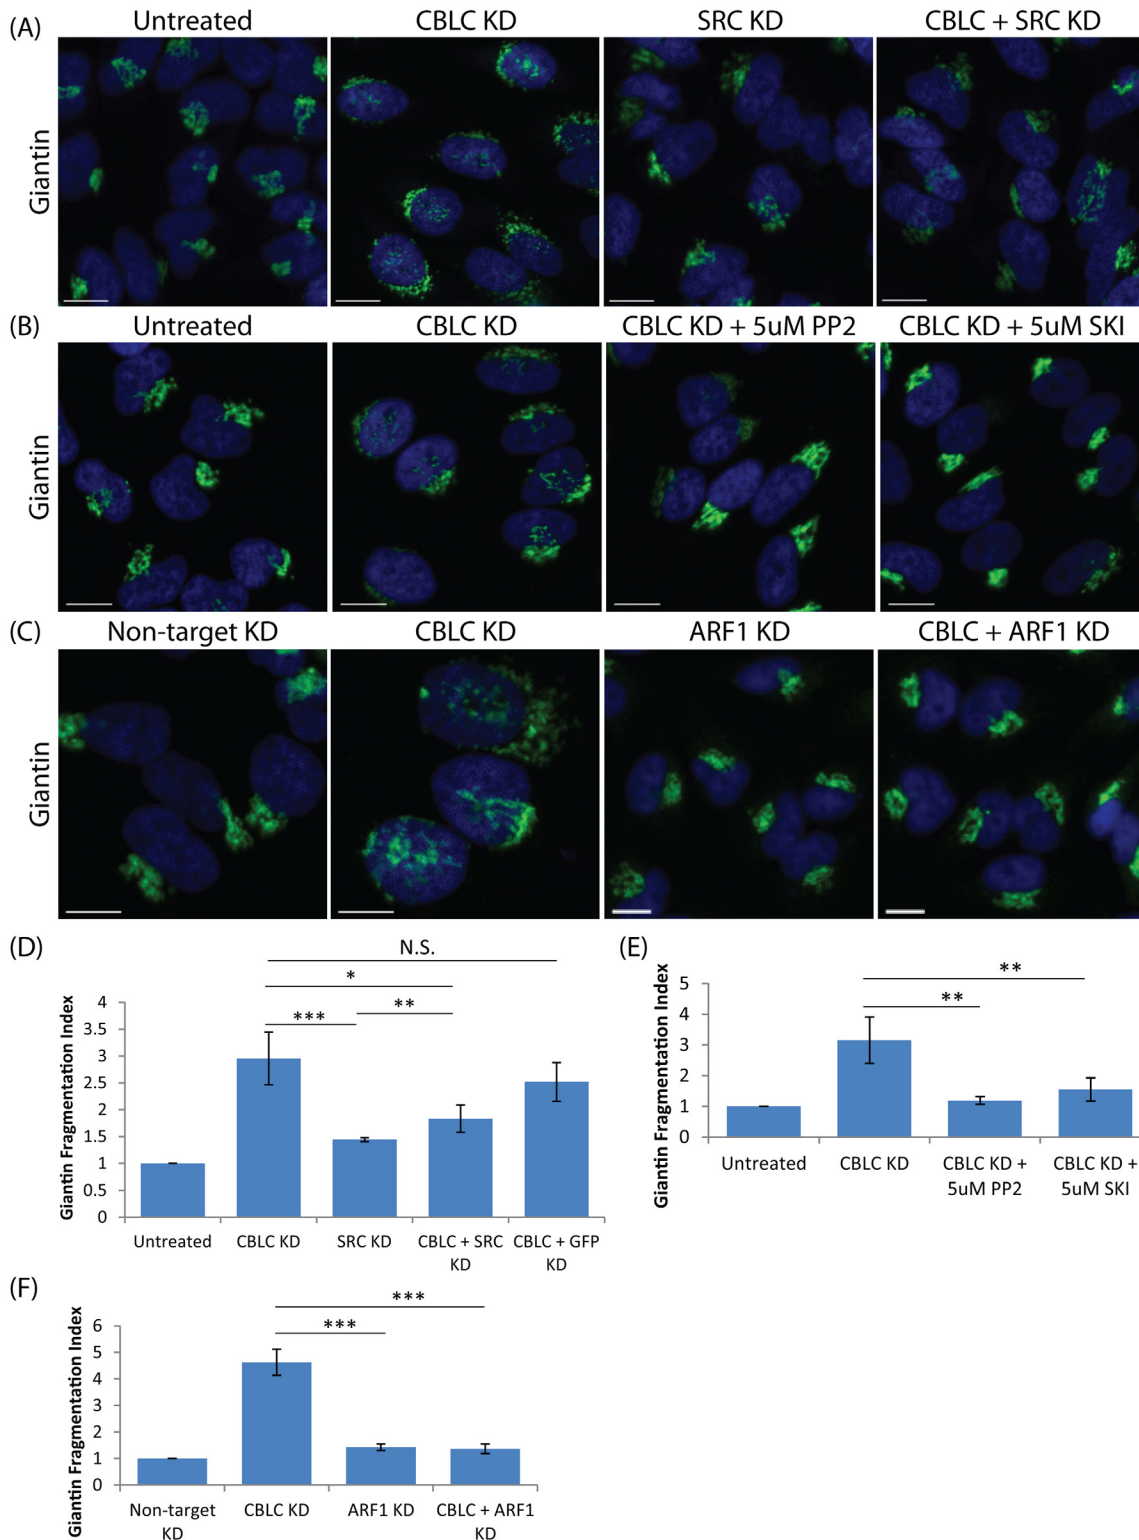 (A)
Untreated
CBLC KD
SRC KD
CBLC + SRC KD
Giantin
(B)
Untreated
CBLC KD
CBLC KD + 5uM PP2
CBLC KD + 5uM SKI
Giantin
(C)
Non-target KD
CBLC KD
ARF1 KD
CBLC + ARF1 KD
Giantin
(D)
N.S.
*
***
**
Giantin Fragmentation Index
4
3.5
3
2.5
2
1.5
1
0.5
0
Untreated
CBLC KD
SRC KD
CBLC + SRC
KD
CBLC + GFP
KD
(E)
**
**
Giantin Fragmentation Index
5
4
3
2
1
0
Untreated
CBLC KD
CBLC KD +
5uM PP2
CBLC KD +
5uM SKI
(F)
***
***
Giantin Fragmentation Index
6
5
4
3
2
1
0
Non-target
KD
CBLC KD
ARF1 KD
CBLC + ARF1
KD